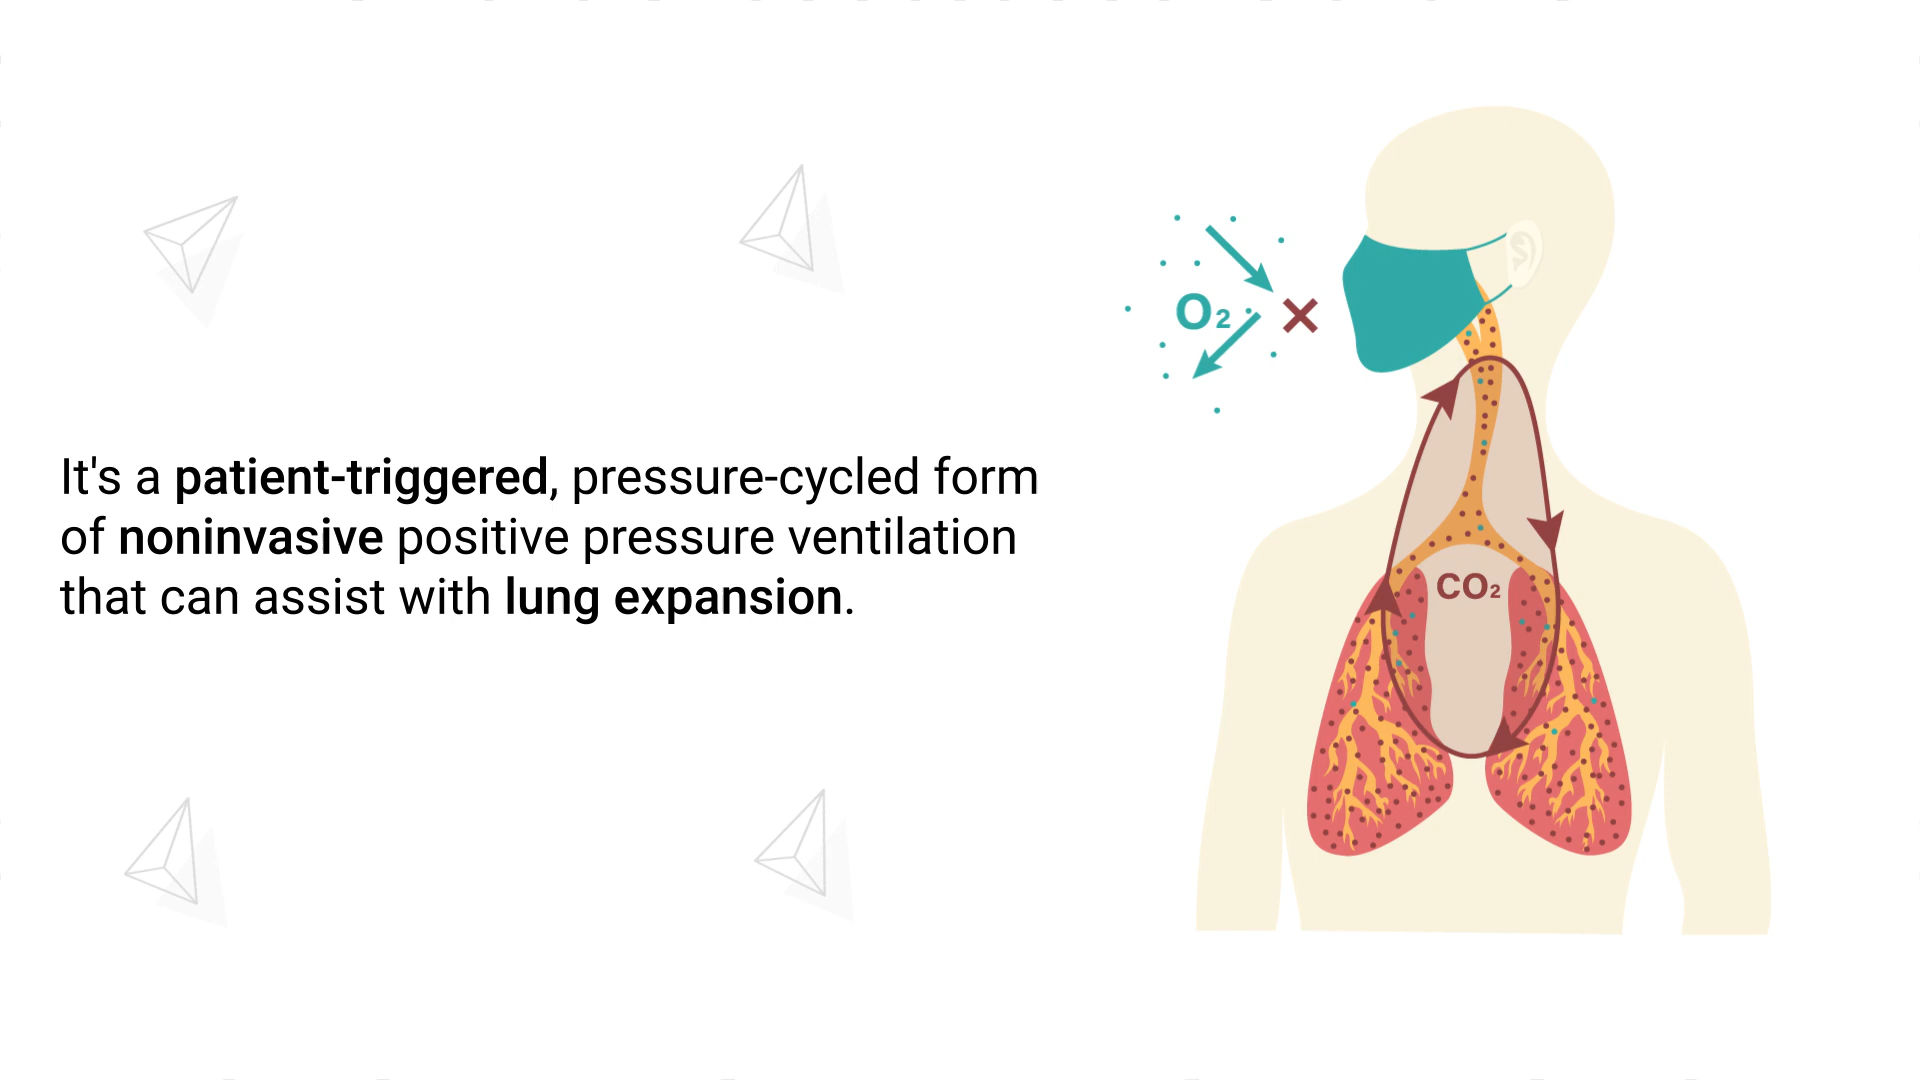 It's a patient-triggered, pressure-cycled form
of noninvasive positive pressure ventilation
that can assist with lung expansion.
O₂
CO₂